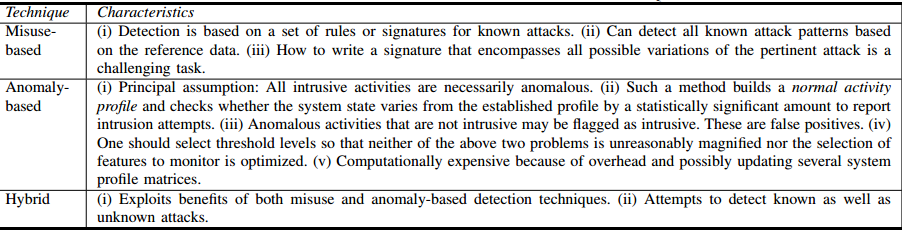 Technique Characteristics
Misuse- (i) Detection is based on a set of rules or signatures for known attacks. (ii) Can detect all known attack patterns based
based on the reference data. (iii) How to write a signature that encompasses all possible variations of the pertinent attack is a
challenging task.
Anomaly- (i) Principal assumption: All intrusive activities are necessarily anomalous. (ii) Such a method builds a normal activity
based profile and checks whether the system state varies from the established profile by a statistically significant amount to report
intrusion attempts. (iii) Anomalous activities that are not intrusive may be flagged as intrusive. These are false positives. (iv)
One should select threshold levels so that neither of the above two problems is unreasonably magnified nor the selection of
features to monitor is optimized. (v) Computationally expensive because of overhead and possibly updating several system
profile matrices.
Hybrid (i) Exploits benefits of both misuse and anomaly-based detection techniques. (ii) Attempts to detect known as well as
unknown attacks.